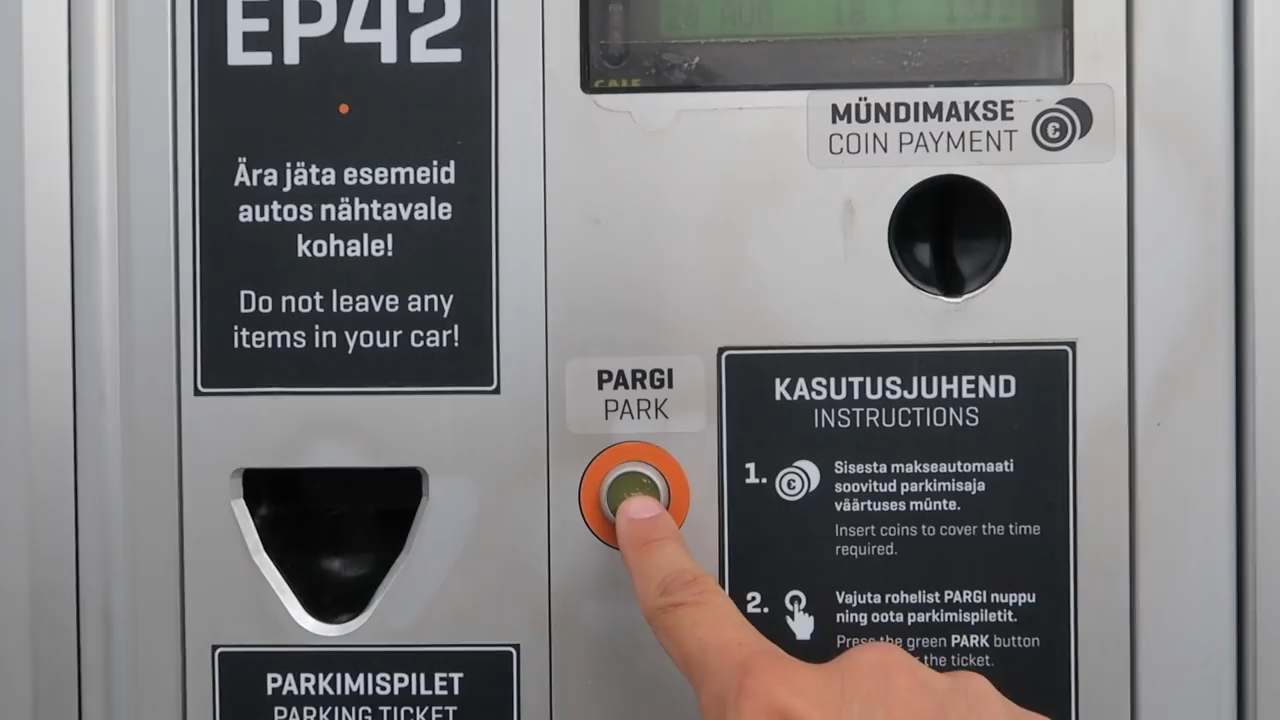 EP42
Ära jäta esemeid
autos nähtavale
kohale!
Do not leave any
items in your car!
MÜNDIMAKSE
COIN PAYMENT
PARGI
PARK
KASUTUSJUHEND
INSTRUCTIONS
1.
Sisesta makseautomaati
soovitud parkimisaja
väärtuses münte.
Insert coins to cover the time
required.
2.
Vajuta rohelist PARGI nuppu
ning oota parkimispiletit.
Press the green PARK button
the ticket.
PARKIMISPILET
PARKING TICKET